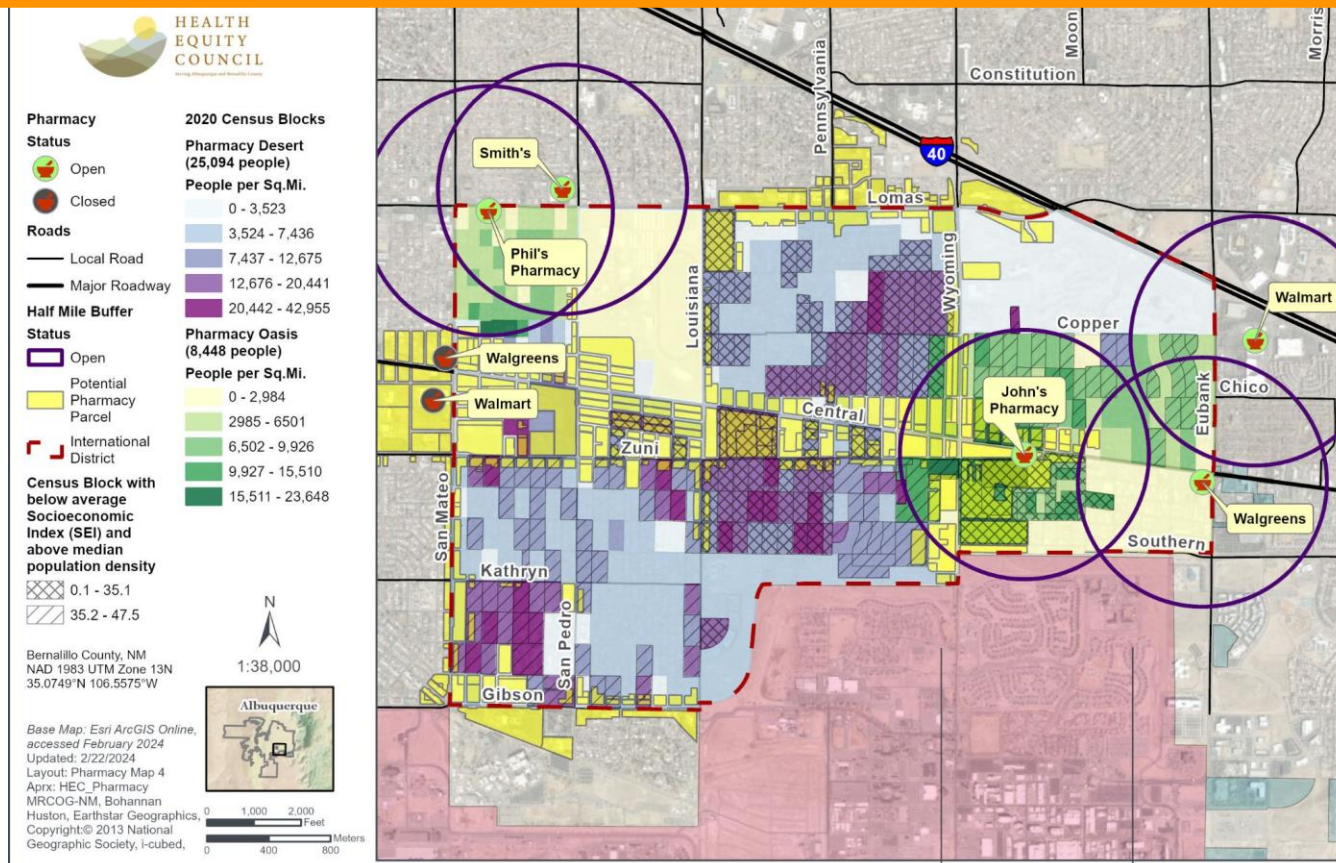 HEALTH
EQUITY
COUNCIL
Serving Albuquerque and Bernalillo County
Pharmacy
Status
Open
Closed
Roads
Local Road
Major Roadway
Half Mile Buffer
Status
Open
Potential
Pharmacy
Parcel
International
District
Census Block with
below average
Socioeconomic
Index (SEI) and
above median
population density
0.1 - 35.1
35.2 - 47.5
2020 Census Blocks
Pharmacy Desert
(25,094 people)
People per Sq.Mi.
0 - 3,523
3,524 - 7,436
7,437 - 12,675
12,676 - 20,441
20,442 - 42,955
Pharmacy Oasis
(8,448 people)
People per Sq.Mi.
0 - 2,984
2985 - 6501
6,502 - 9,926
9,927 - 15,510
15,511 - 23,648
Bernalillo County, NM
NAD 1983 UTM Zone 13N
35.0749°N 106.5575°W
N
1:38,000
Base Map: Esri ArcGIS Online,
accessed February 2024
Updated: 2/22/2024
Layout: Pharmacy Map 4
Aprx: HEC_Pharmacy
MRCOG-NM, Bohannan
Huston, Earthstar Geographics,
Copyright:© 2013 National
Geographic Society, i-cubed,
Albuquerque
0 1,000 2,000
Feet
Meters
0 400 800
Pennsylvania
Moon
Morris
Constitution
40
Smith's
Lomas
Phil's
Pharmacy
Louisiana
Wyoming
Walmart
Copper
Walgreens
Eubank
Chico
Walmart
John's
Pharmacy
Central
Zuni
San Mateo
Walgreens
Southern
Kathryn
San Pedro
Gibson